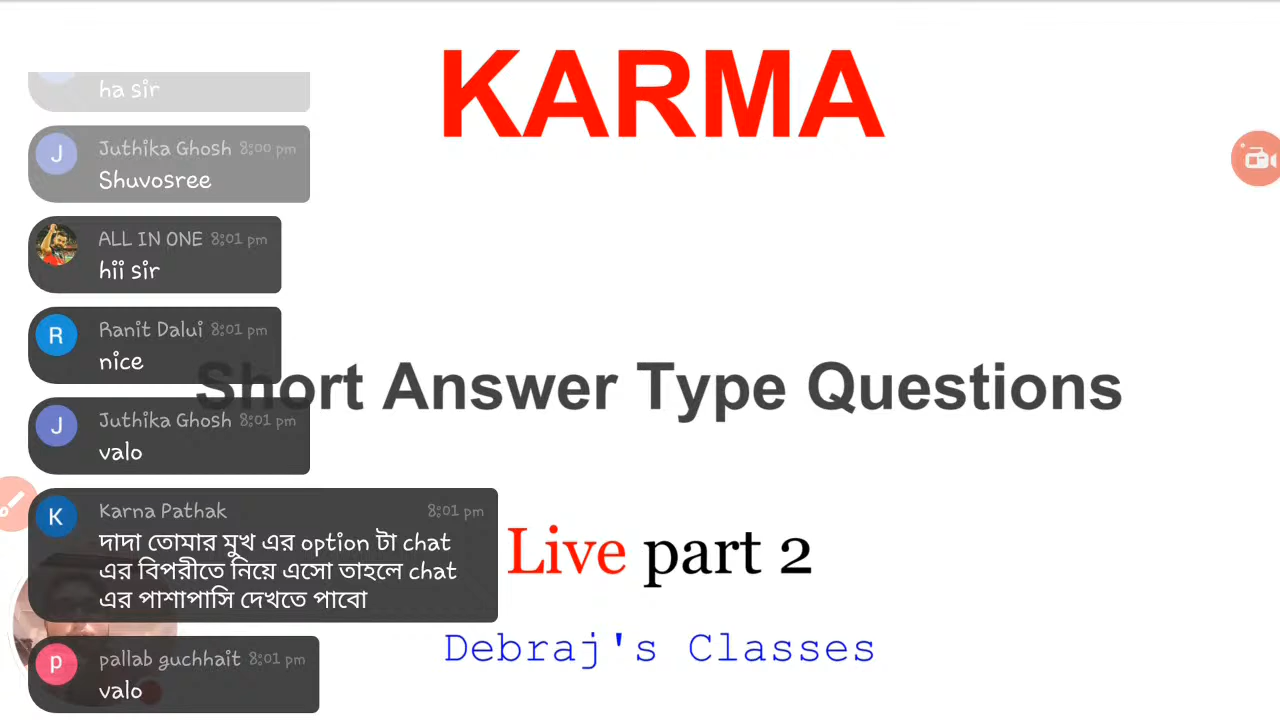 KARMA
ha sir
J
Juthika Ghosh 8:00 pm
Shuvosree
ALL IN ONE 8:01 pm
hii sir
R
Ranit Dalui 8:01 pm
nice
Short Answer Type Questions
J
Juthika Ghosh 8:01 pm
valo
K
Karna Pathak 8:01 pm
দাদা তোমার মুখ এর option টা chat
এর বিপরীতে নিয়ে এসো তাহলে chat
এর পাশাপাসি দেখতে পাবো
Live part 2
Debraj's Classes
p
pallab guchhait 8:01 pm
valo